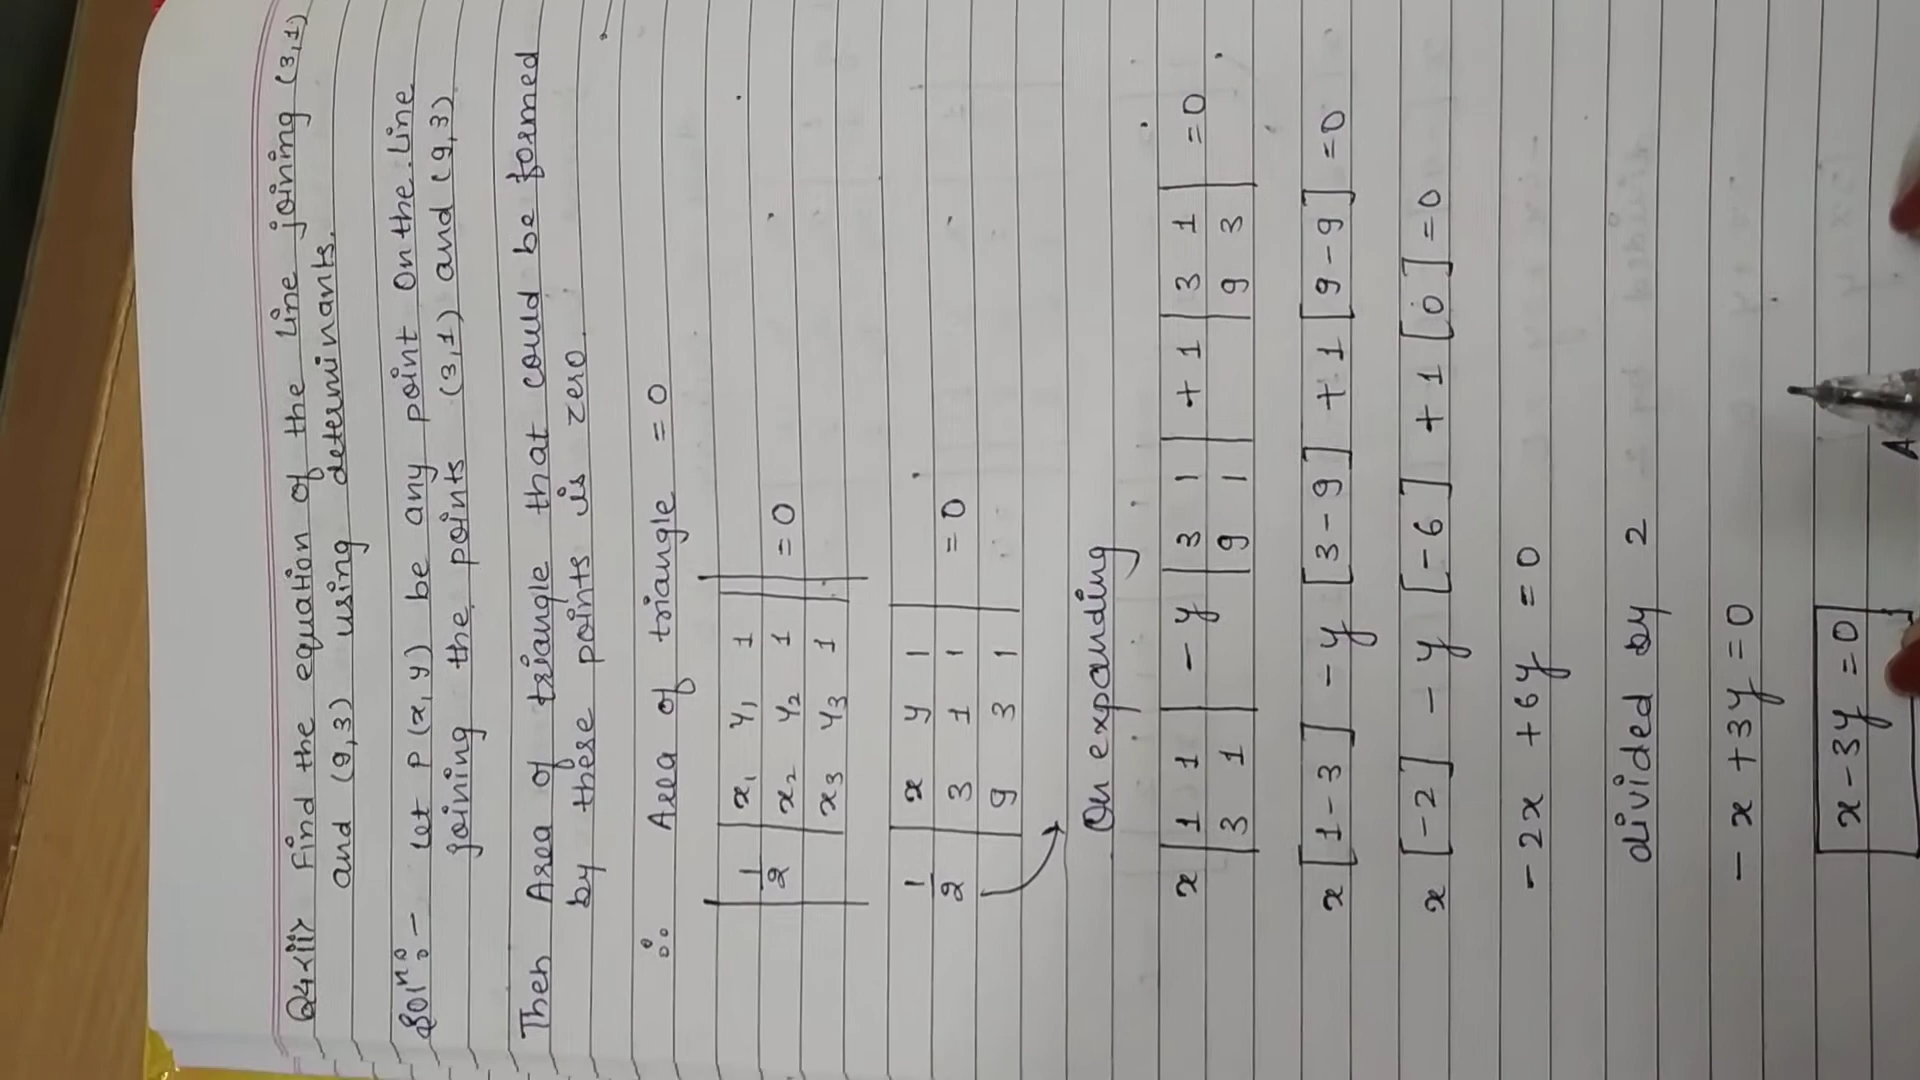 Q4<ii> Find the equation of the Line joining (3,1)
and (9,3) using determinants.
Solⁿ:- Let P(x,y) be any point On the Line
joining the points (3,1) and (9,3)
Then Area of triangle that could be formed
by these points is zero
∴ Area of triangle = 0
1/2 | x₁ y₁ 1 |
| x₂ y₂ 1 | = 0
| x₃ y₃ 1 |
1/2 | x y 1 |
| 3 1 1 | = 0
| 9 3 1 |
On expanding
x | 1 1 | - y | 3 1 | + 1 | 3 1 | = 0
| 3 1 | | 9 1 | | 9 3 |
x [1-3] - y [3-9] + 1 [9-9] = 0
x [-2] - y [-6] + 1 [0] = 0
-2x + 6y = 0
divided by 2
- x + 3y = 0
x - 3y = 0